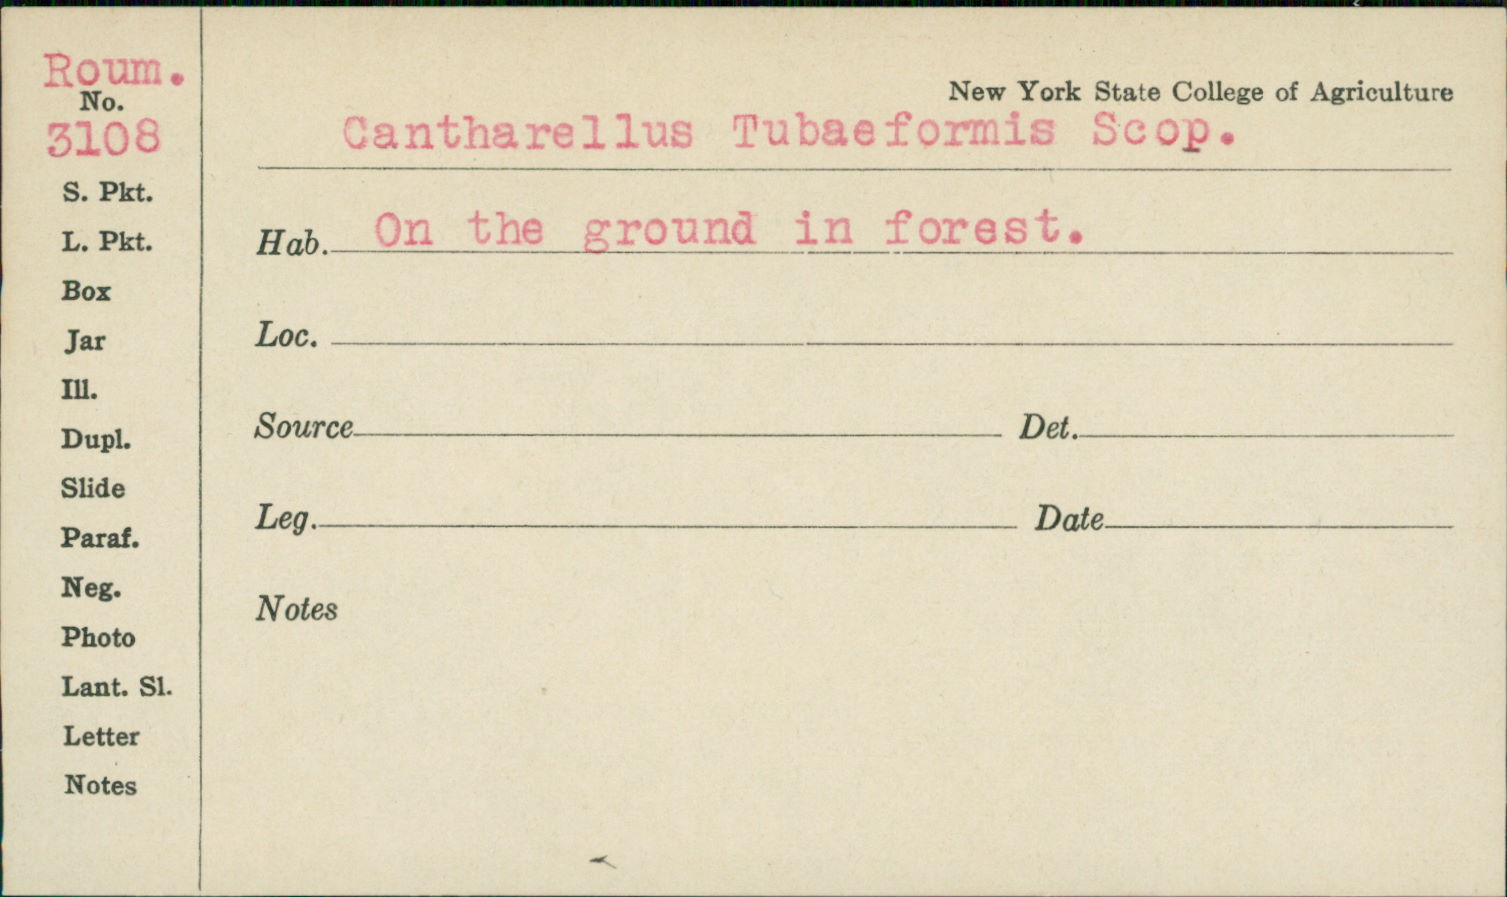 Roum.
No.
3108
S. Pkt.
L. Pkt.
Box
Jar
Ill.
Dupl.
Slide
Paraf.
Neg.
Photo
Lant. Sl.
Letter
Notes
New York State College of Agriculture
Cantharellus Tubaeformis Scop.
Hab. On the ground in forest.
Loc.
Source Det.
Leg. Date
Notes